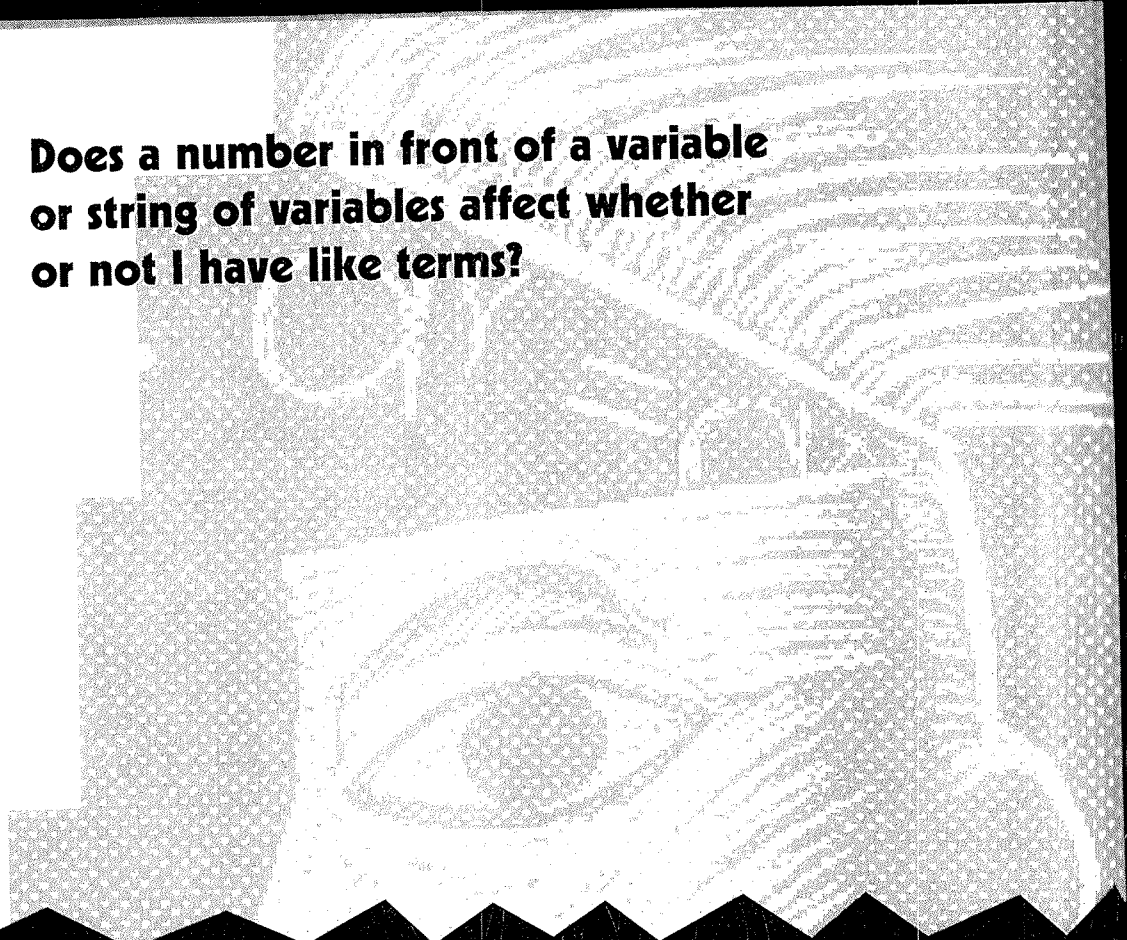 Does a number in front of a variable
or string of variables affect whether
or not I have like terms?